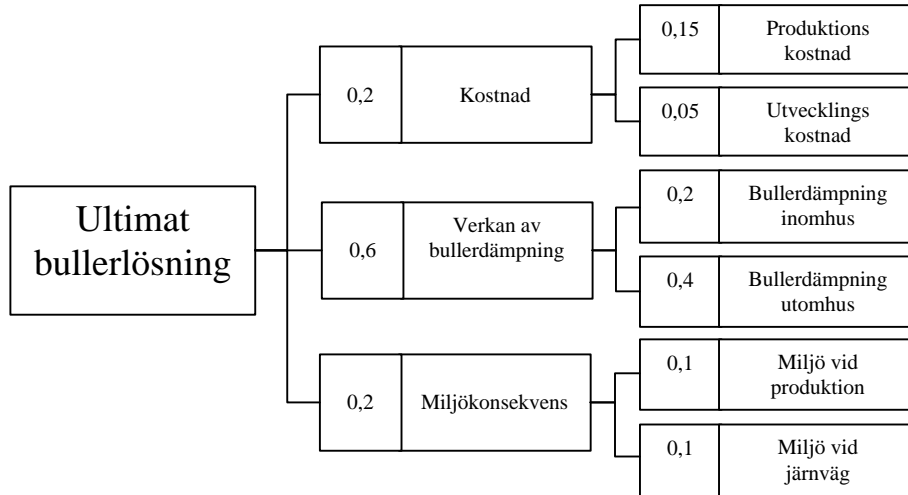 Ultimat
bullerlösning
0,2
Kostnad
0,15
Produktions
kostnad
0,05
Utvecklings
kostnad
0,6
Verkan av
bullerdämpning
0,2
Bullerdämpning
inomhus
0,4
Bullerdämpning
utomhus
0,2
Miljökonsekvens
0,1
Miljö vid
produktion
0,1
Miljö vid
järnväg